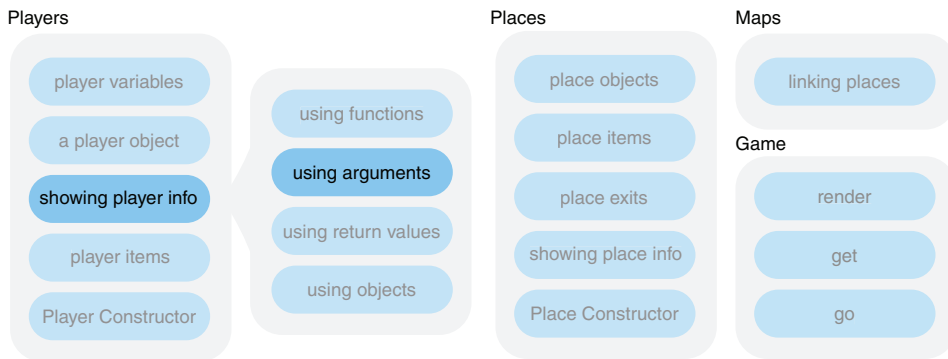 Players
player variables
a player object
showing player info
player items
Player Constructor
using functions
using arguments
using return values
using objects
Places
place objects
place items
place exits
showing place info
Place Constructor
Maps
linking places
Game
render
get
go